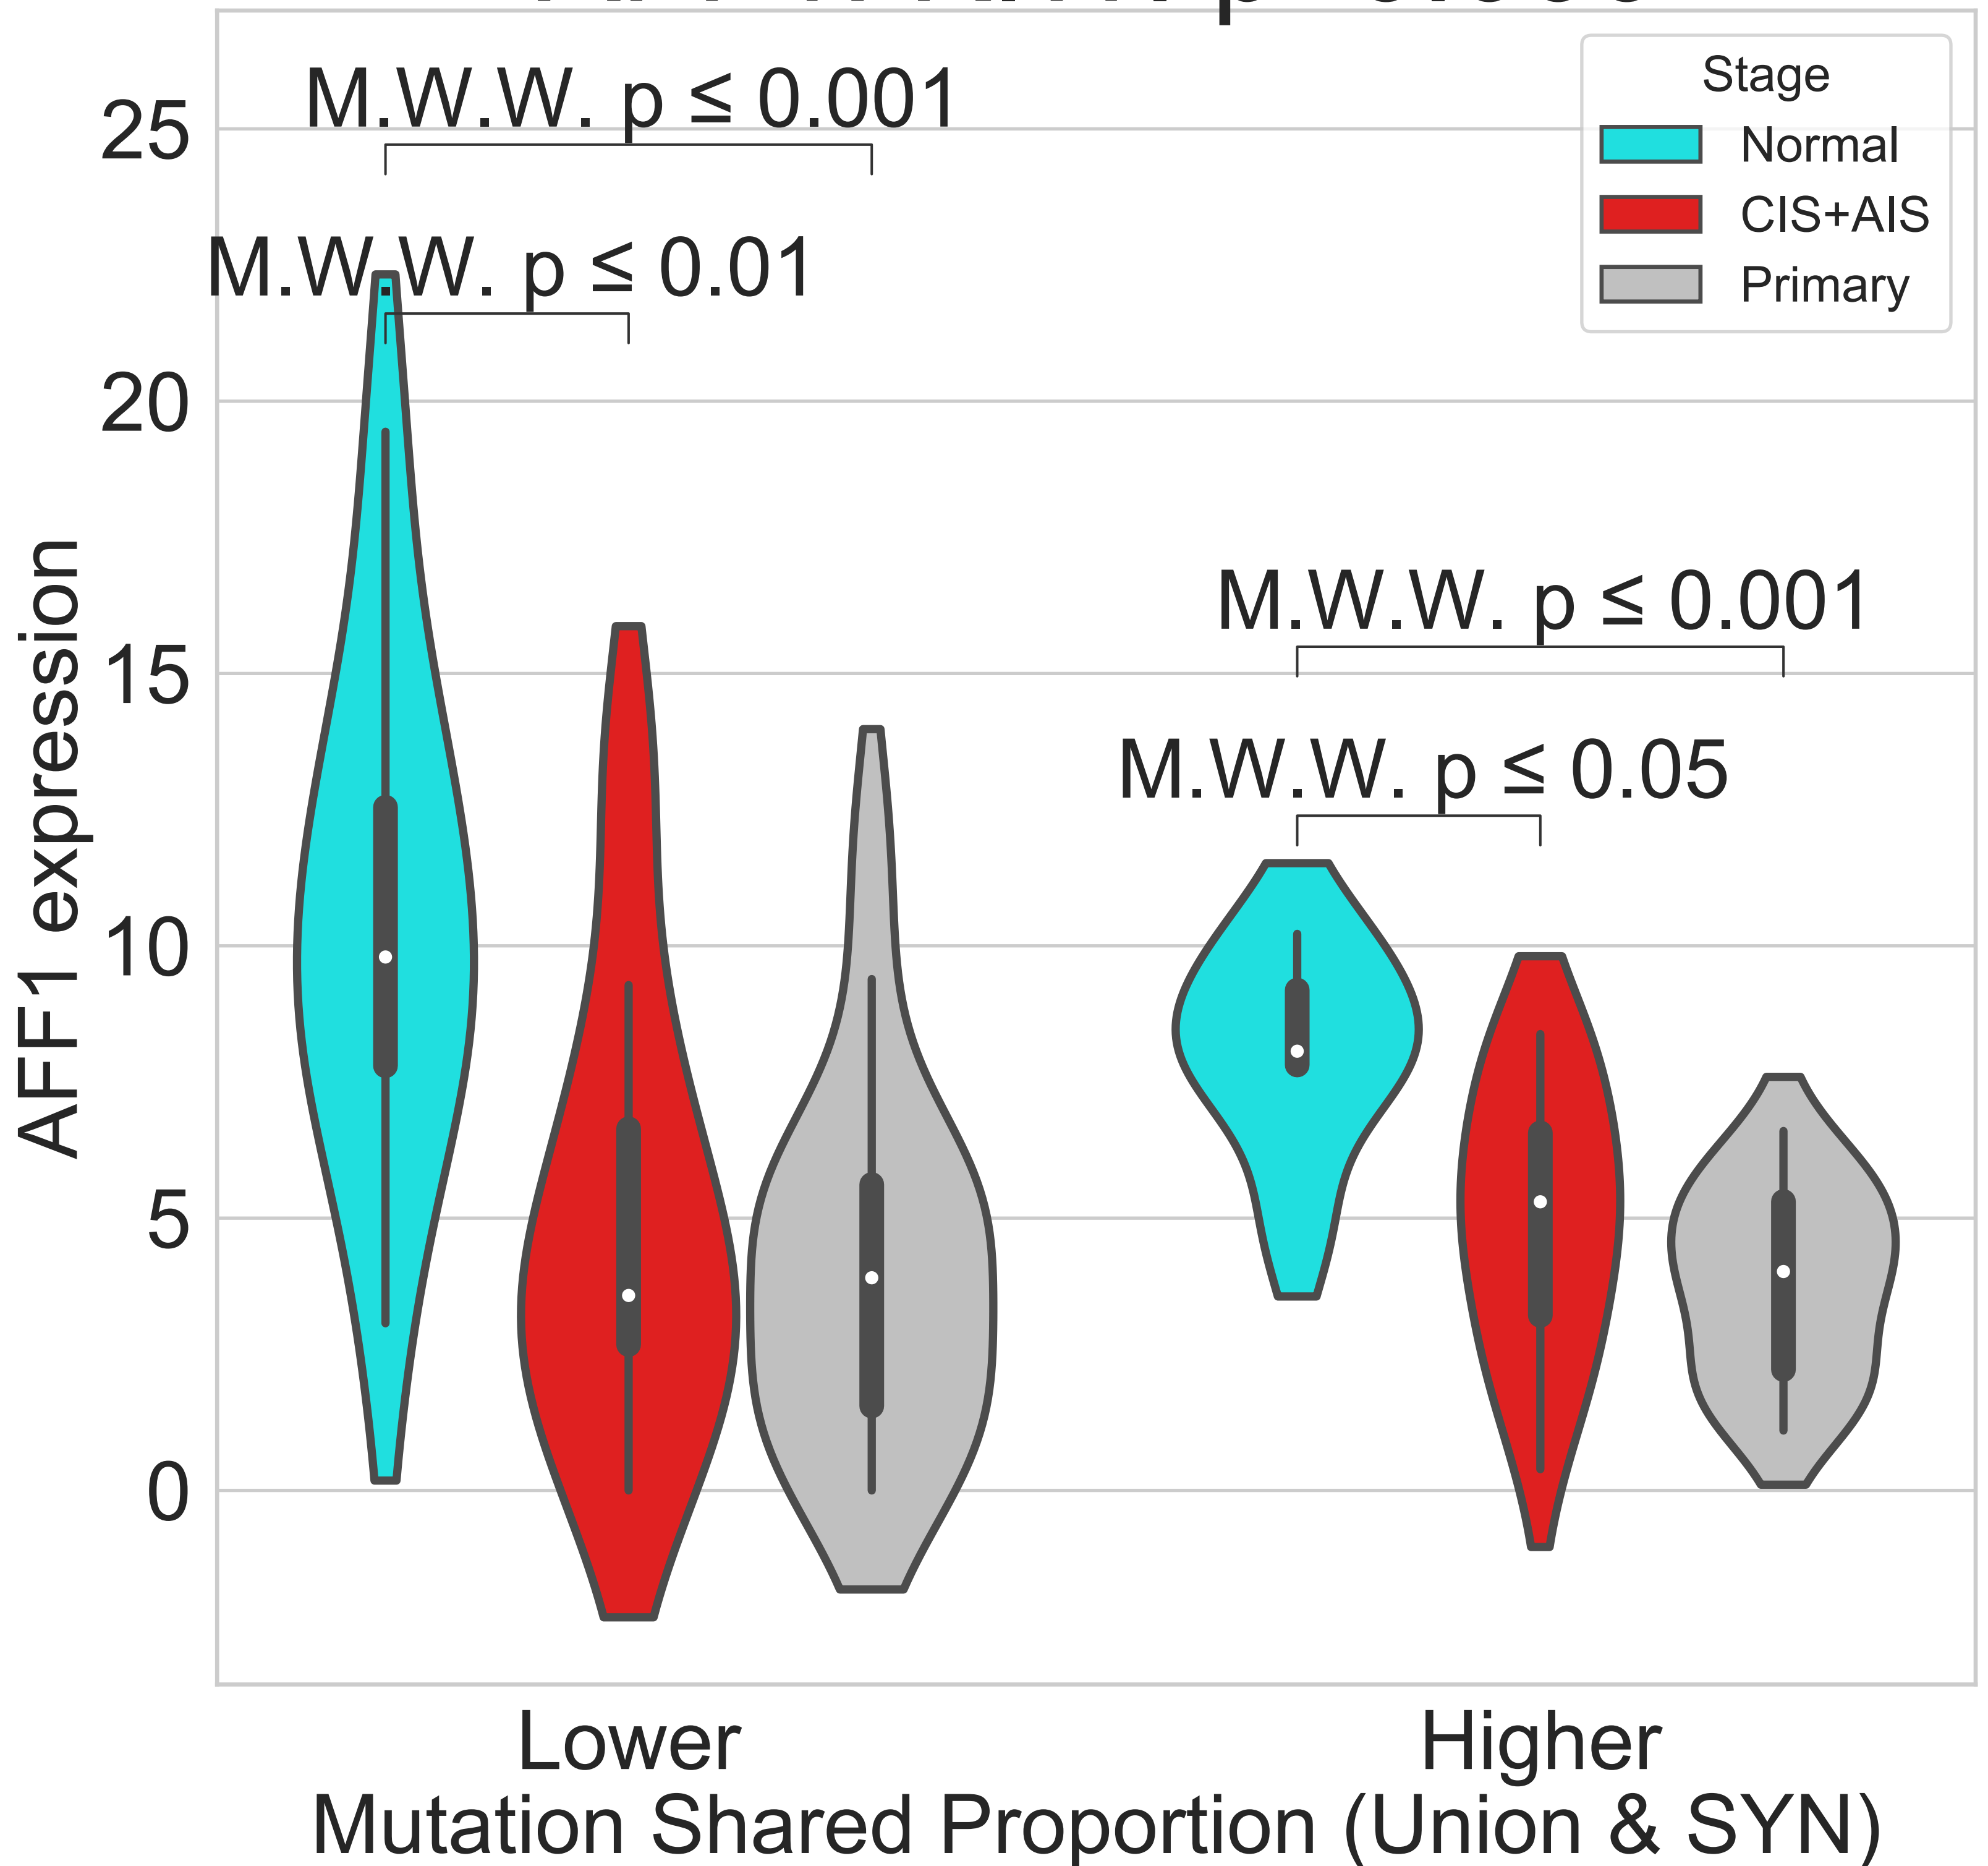 Stage
Normal
CIS+AIS
Primary
M.W.W. p ≤ 0.001
M.W.W. p ≤ 0.01
M.W.W. p ≤ 0.001
M.W.W. p ≤ 0.05
25
20
15
10
5
0
AFF1 expression
Lower
Higher
Mutation Shared Proportion (Union & SYN)